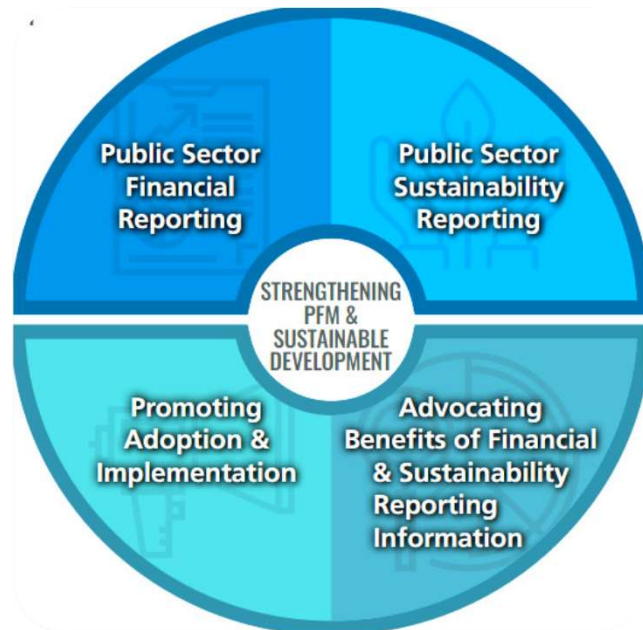 Public Sector
Financial
Reporting
Public Sector
Sustainability
Reporting
STRENGTHENING
PFM &
SUSTAINABLE
DEVELOPMENT
Promoting
Adoption &
Implementation
Advocating
Benefits of Financial
& Sustainability
Reporting
Information